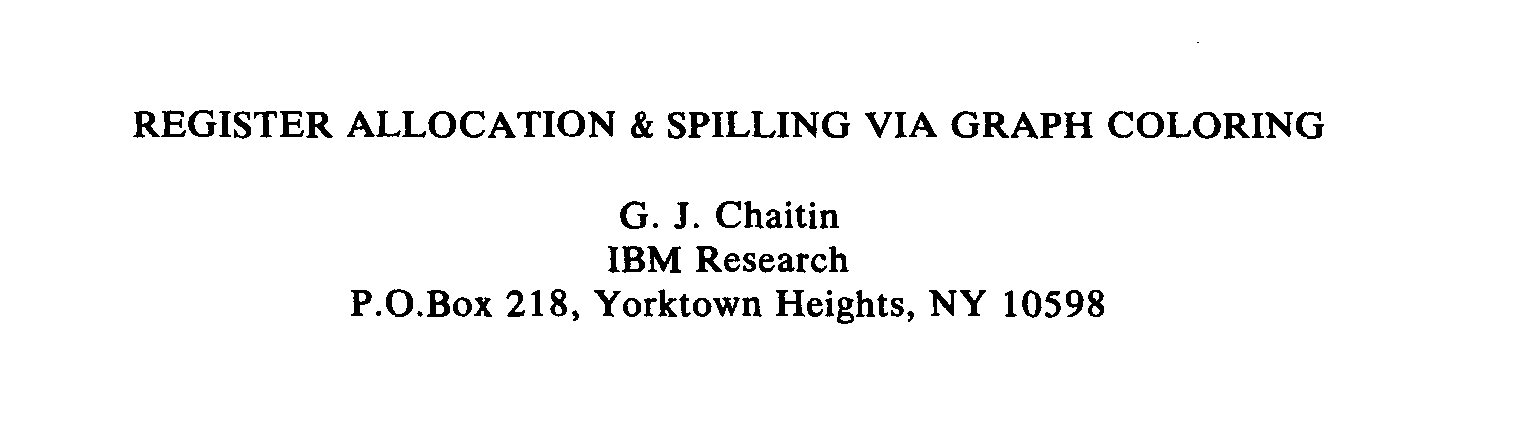 REGISTER ALLOCATION & SPILLING VIA GRAPH COLORING
G. J. Chaitin
IBM Research
P.O.Box 218, Yorktown Heights, NY 10598